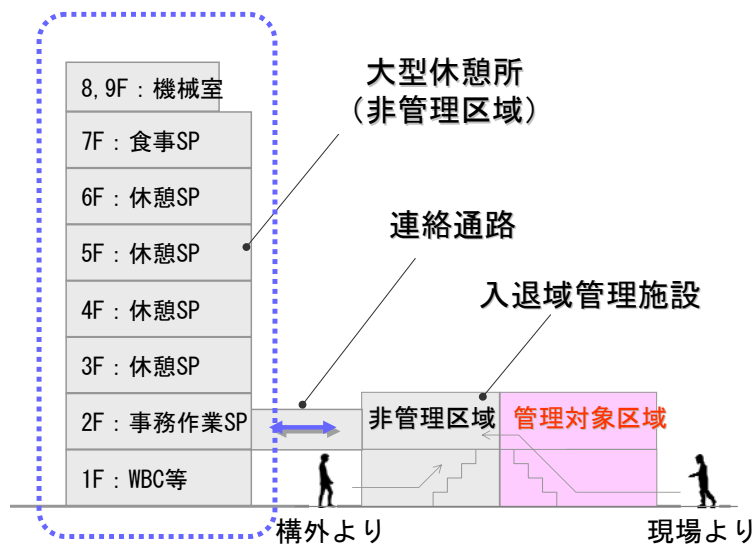 8,9F：機械室
7F：食事SP
6F：休憩SP
5F：休憩SP
4F：休憩SP
3F：休憩SP
2F：事務作業SP
1F：WBC等
大型休憩所
（非管理区域）
連絡通路
入退域管理施設
非管理区域
管理対象区域
構外より
現場より